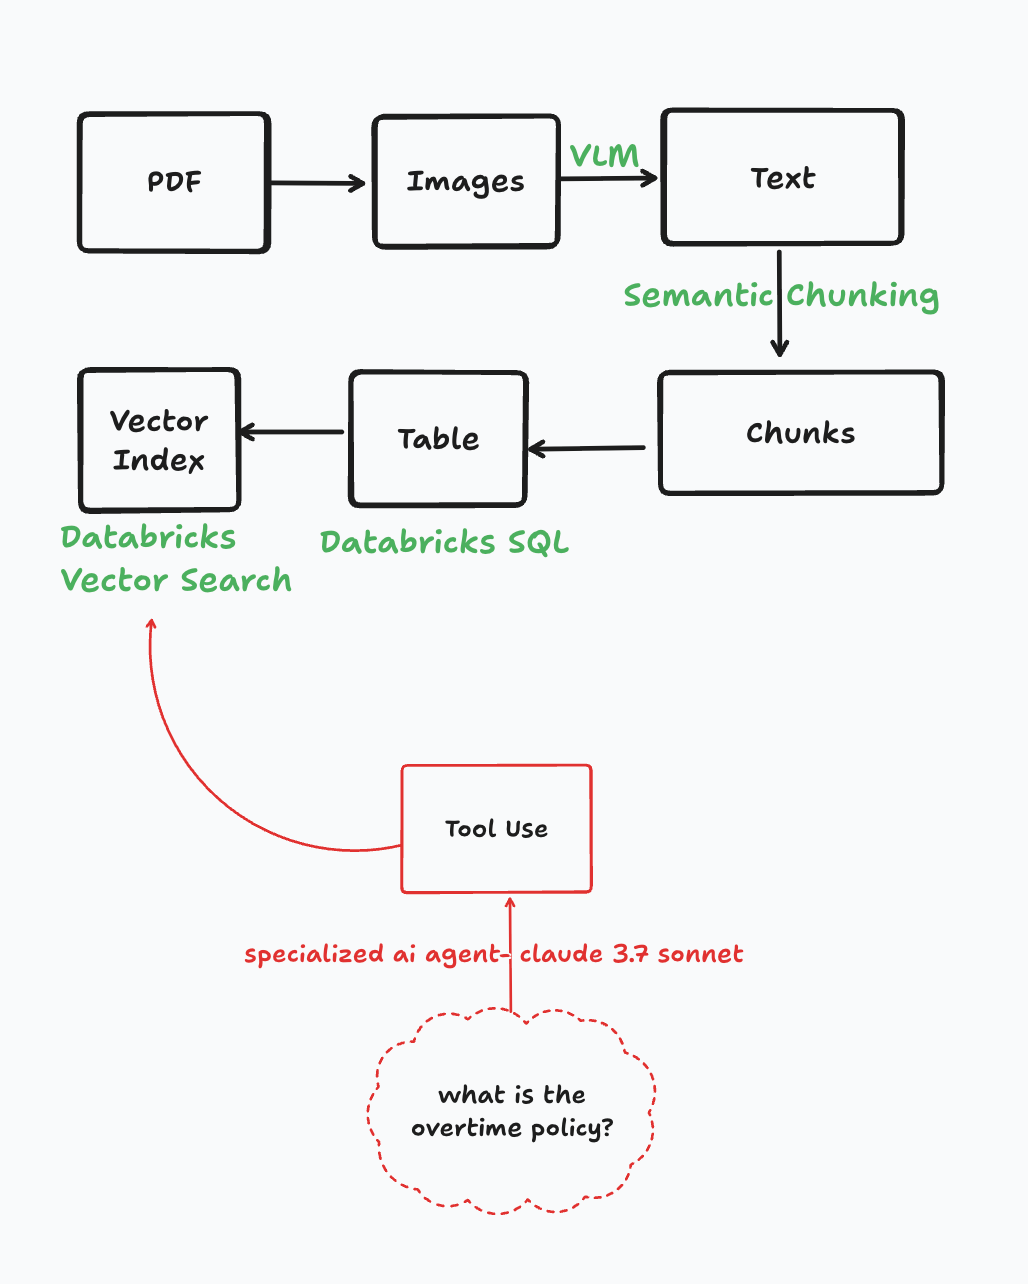 PDF
Images
VLM
Text
Semantic Chunking
Vector
Index
Table
Chunks
Databricks
Vector Search
Databricks SQL
Tool Use
specialized ai agent- claude 3.7 sonnet
what is the
overtime policy?